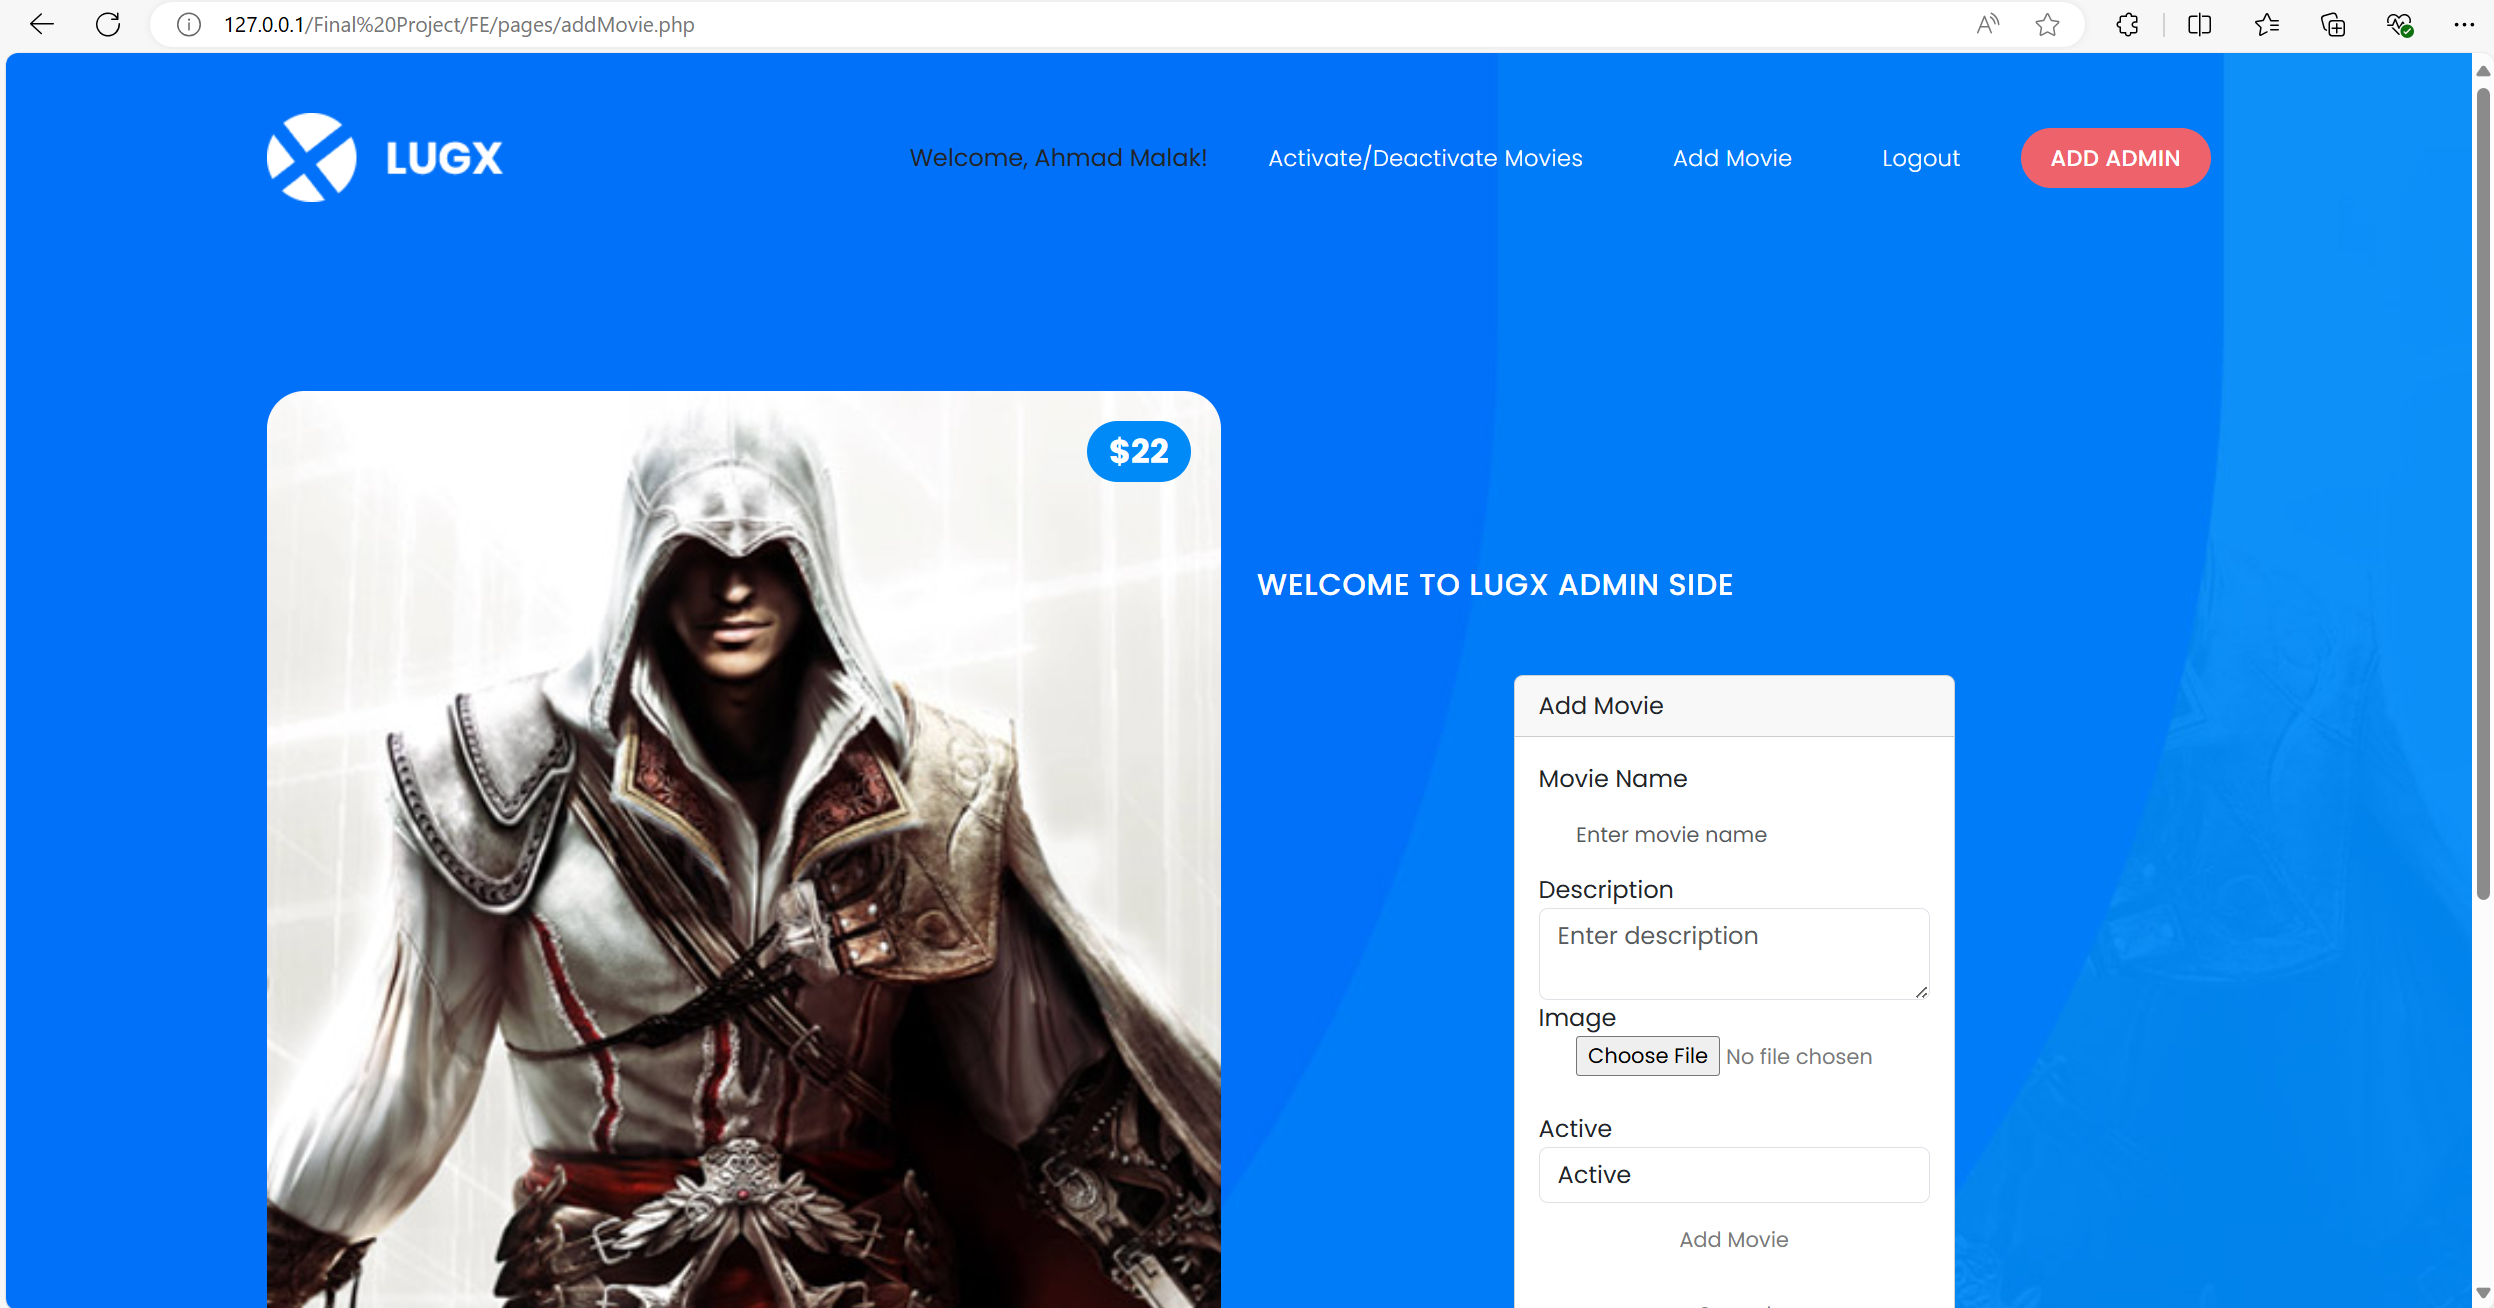 127.0.0.1/Final%20Project/FE/pages/addMovie.php
LUGX
Welcome, Ahmad Malak!
Activate/Deactivate Movies
Add Movie
Logout
ADD ADMIN
$22
WELCOME TO LUGX ADMIN SIDE
Add Movie
Movie Name
Enter movie name
Description
Enter description
Image
Choose File No file chosen
Active
Active
Add Movie